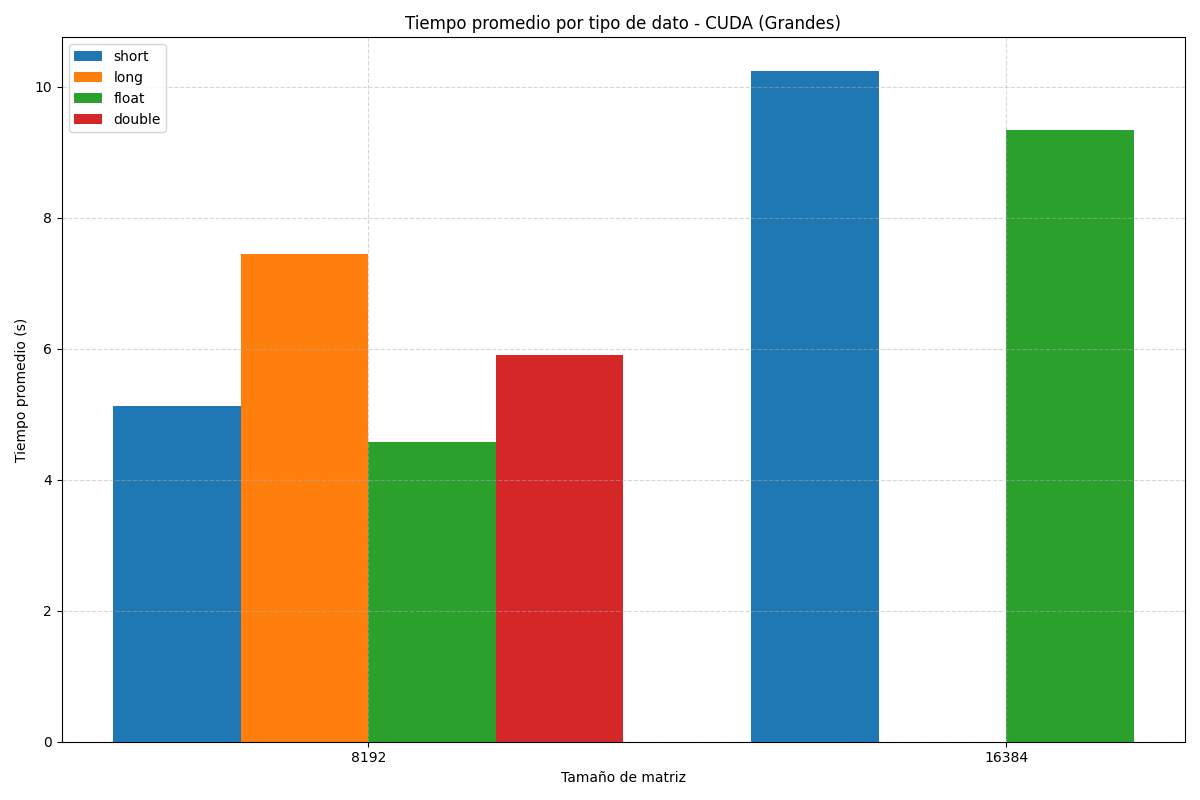 Tiempo promedio por tipo de dato - CUDA (Grandes)
short
long
float
double
10
8
6
4
2
0
Tiempo promedio (s)
8192
16384
Tamaño de matriz